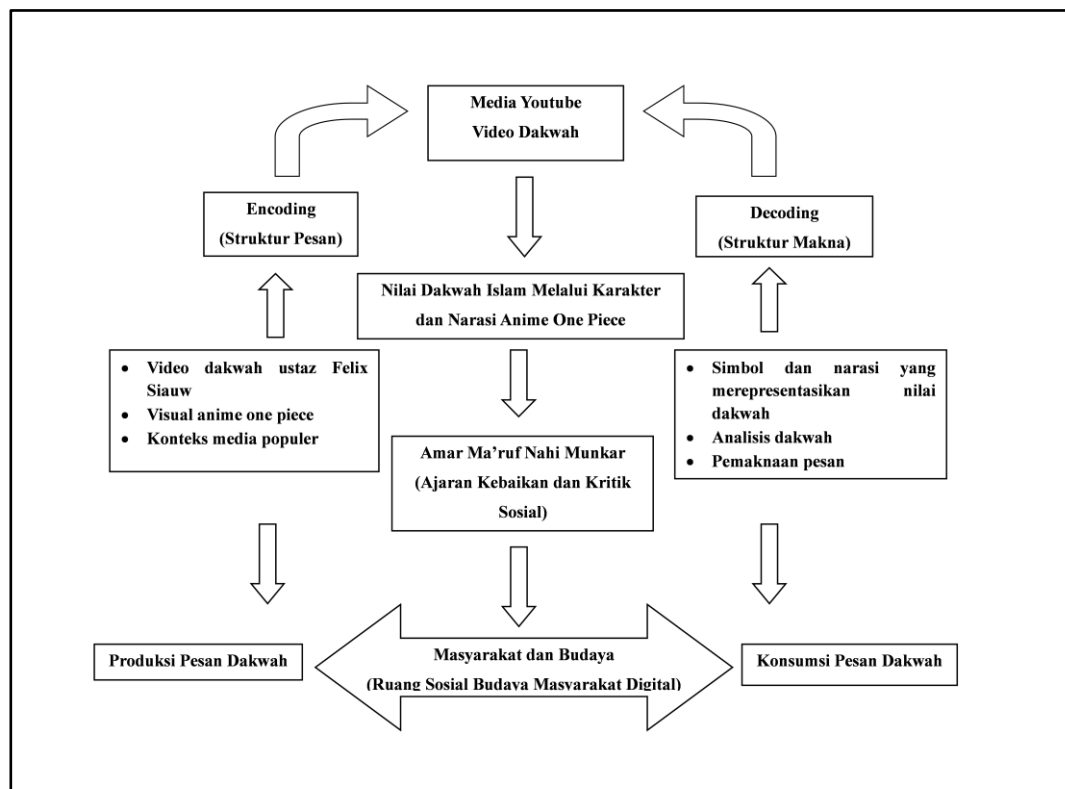 Media Youtube
Video Dakwah
Encoding
(Struktur Pesan)
Decoding
(Struktur Makna)
Nilai Dakwah Islam Melalui Karakter
dan Narasi Anime One Piece
• Video dakwah ustaz Felix
Siauw
• Visual anime one piece
• Konteks media populer
• Simbol dan narasi yang
merepresentasikan nilai
dakwah
• Analisis dakwah
• Pemaknaan pesan
Amar Ma’ruf Nahi Munkar
(Ajaran Kebaikan dan Kritik
Sosial)
Produksi Pesan Dakwah
Masyarakat dan Budaya
(Ruang Sosial Budaya Masyarakat Digital)
Konsumsi Pesan Dakwah